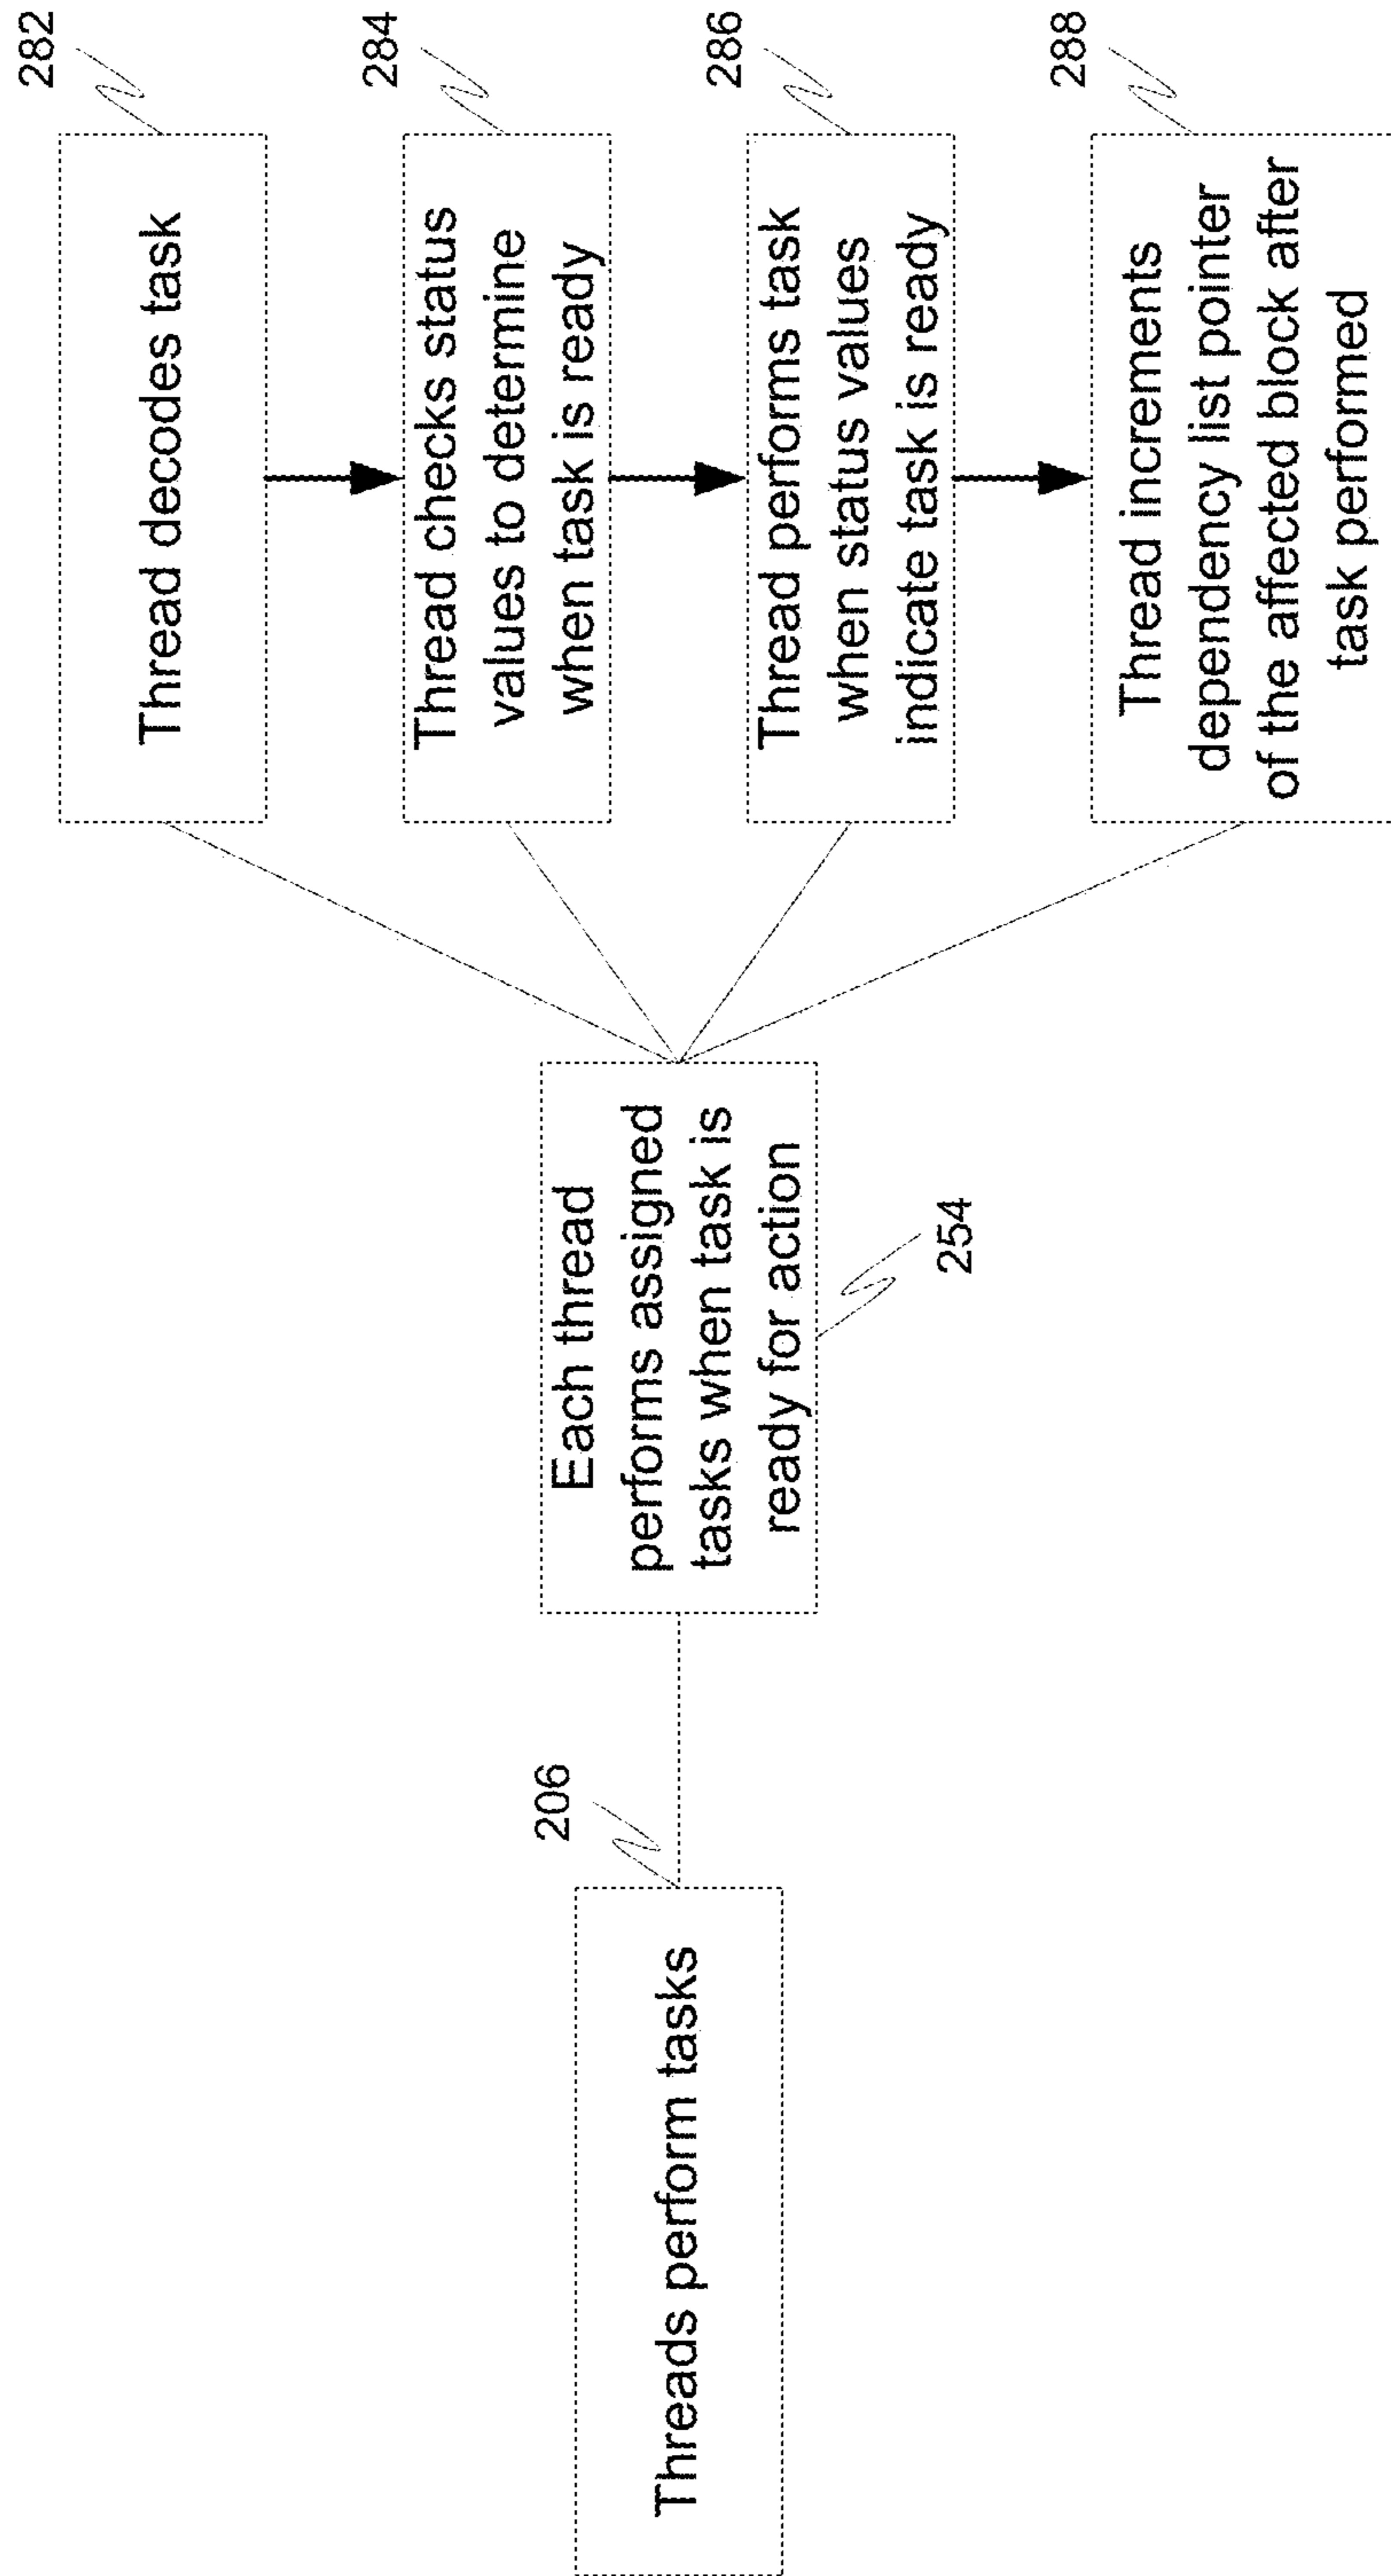 Threads perform tasks
206
Each thread
performs assigned
tasks when task is
ready for action
254
Thread decodes task
282
Thread checks status
values to determine
when task is ready
284
Thread performs task
when status values
indicate task is ready
286
Thread increments
dependency list pointer
of the affected block after
task performed
288